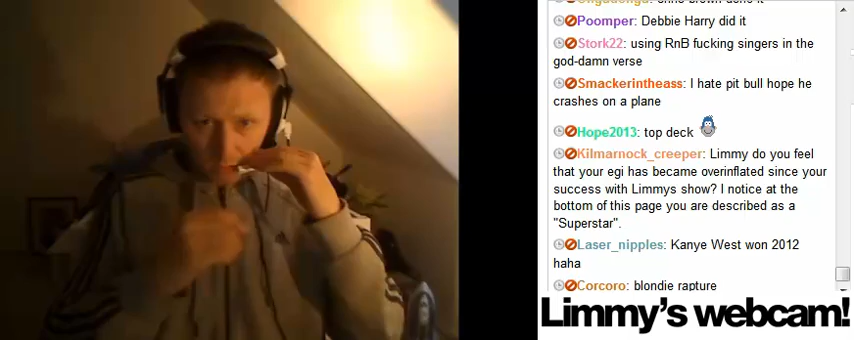 Poomper: Debbie Harry did it
Stork22: using RnB fucking singers in the
god-damn verse
Smackerintheass: I hate pit bull hope he
crashes on a plane
Hope2013: top deck
Kilmarnock_creeper: Limmy do you feel
that your egi has became overinflated since your
success with Limmys show? I notice at the
bottom of this page you are described as a
"Superstar".
Laser_nipples: Kanye West won 2012
haha
Corcoro: blondie rapture
Limmy's webcam!